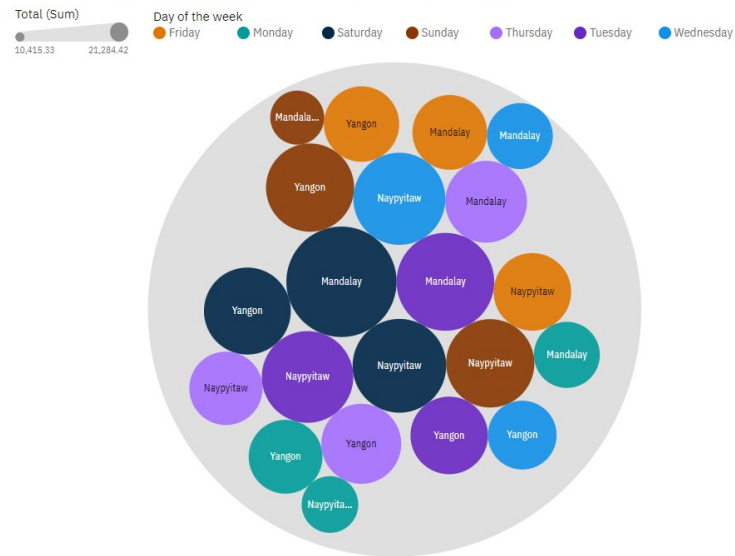 Total (Sum)
10,415.33 21,284.42
Day of the week
Friday Monday Saturday Sunday Thursday Tuesday Wednesday
Mandala...
Yangon
Mandalay
Mandalay
Yangon
Naypyitaw
Mandalay
Mandalay
Mandalay
Naypyitaw
Yangon
Naypyitaw
Naypyitaw
Mandalay
Naypyitaw
Naypyitaw
Yangon
Yangon
Yangon
Yangon
Naypyita...